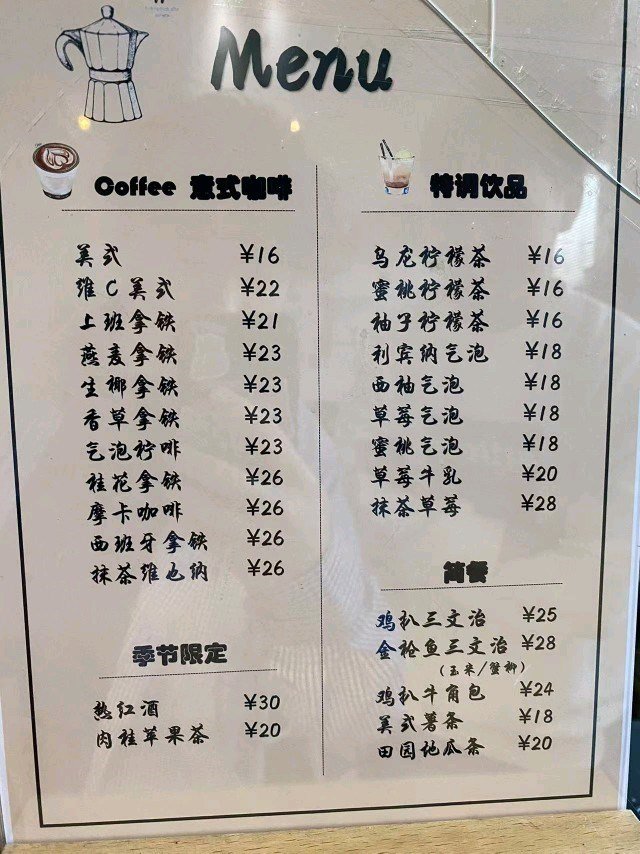 Menu
Coffee 意式咖啡
美式 ¥16
维C美式 ¥22
上班拿铁 ¥21
燕麦拿铁 ¥23
生椰拿铁 ¥23
香草拿铁 ¥23
气泡柠啡 ¥23
桂花拿铁 ¥26
摩卡咖啡 ¥26
西班牙拿铁 ¥26
抹茶维也纳 ¥26
季节限定
热红酒 ¥30
肉桂苹果茶 ¥20
特调饮品
乌龙柠檬茶 ¥16
蜜桃柠檬茶 ¥16
柚子柠檬茶 ¥16
利宾纳气泡 ¥18
西柚气泡 ¥18
草莓气泡 ¥18
蜜桃气泡 ¥18
草莓牛乳 ¥20
抹茶草莓 ¥28
简餐
鸡扒三文治 ¥25
金枪鱼三文治 ¥28
(玉米/蟹柳)
鸡扒牛角包 ¥24
美式薯条 ¥18
田园地瓜条 ¥20